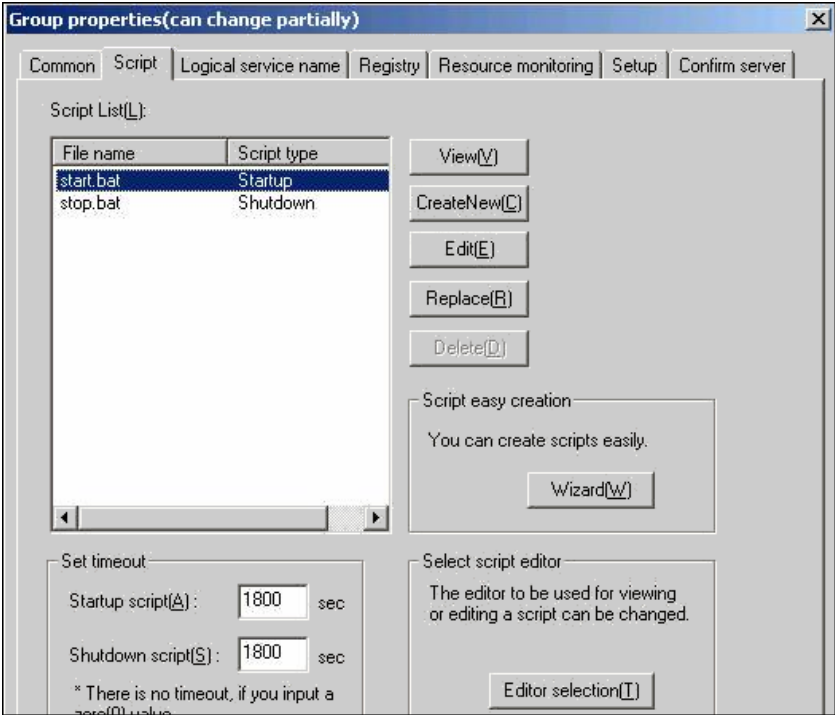 Group properties(can change partially)
Common Script Logical service name Registry Resource monitoring Setup Confirm server
Script List(L):
File name Script type
start.bat Startup
stop.bat Shutdown
View(V)
CreateNew(C)
Edit(E)
Replace(R)
Delete(D)
Script easy creation
You can create scripts easily.
Wizard(W)
Set timeout
Startup script(A) : 1800 sec
Shutdown script(S) : 1800 sec
* There is no timeout, if you input a
zero(0) value
Select script editor
The editor to be used for viewing
or editing a script can be changed.
Editor selection(T)